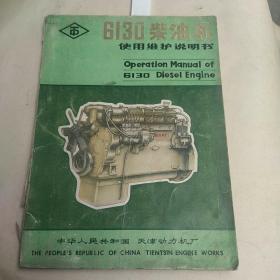 6130柴油机
使用维护说明书
Operation Manual of
6130 Diesel Engine
中华人民共和国 天津动力机厂
THE PEOPLE'S REPUBLIC OF CHINA TIENTSIN ENGINE WORKS